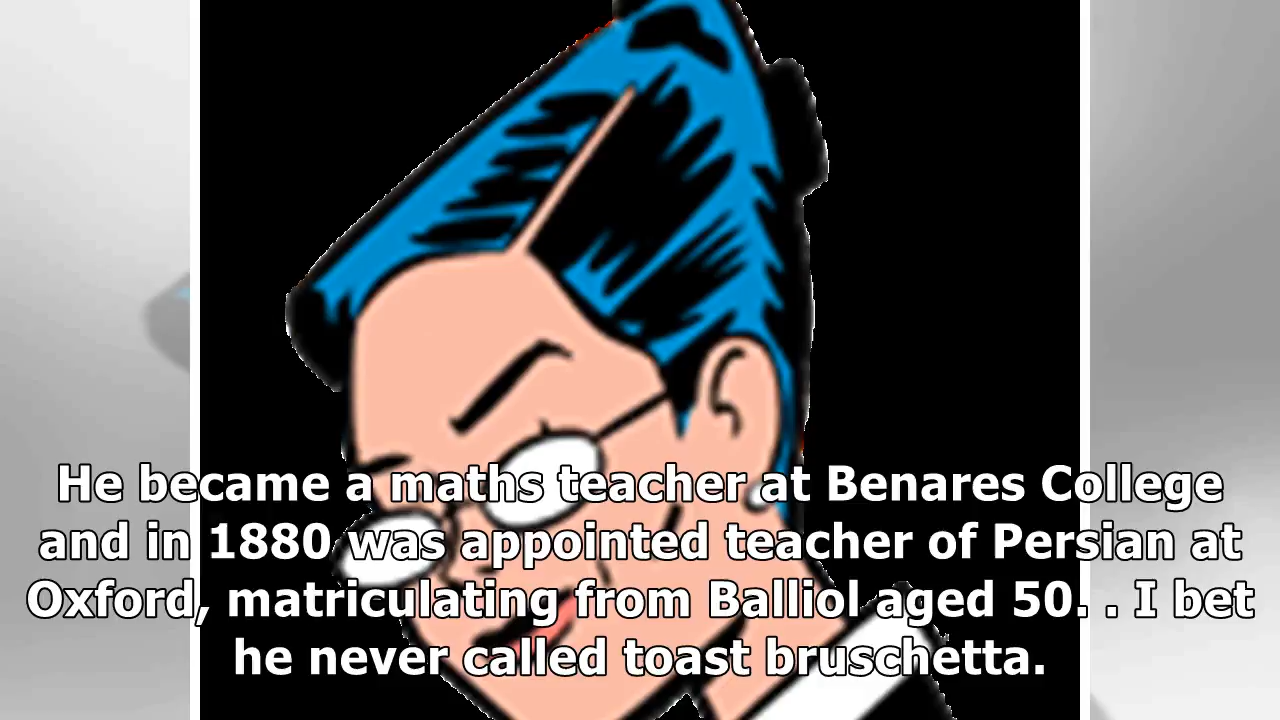 He became a maths teacher at Benares College
and in 1880 was appointed teacher of Persian at
Oxford, matriculating from Balliol aged 50. . I bet
he never called toast bruschetta.